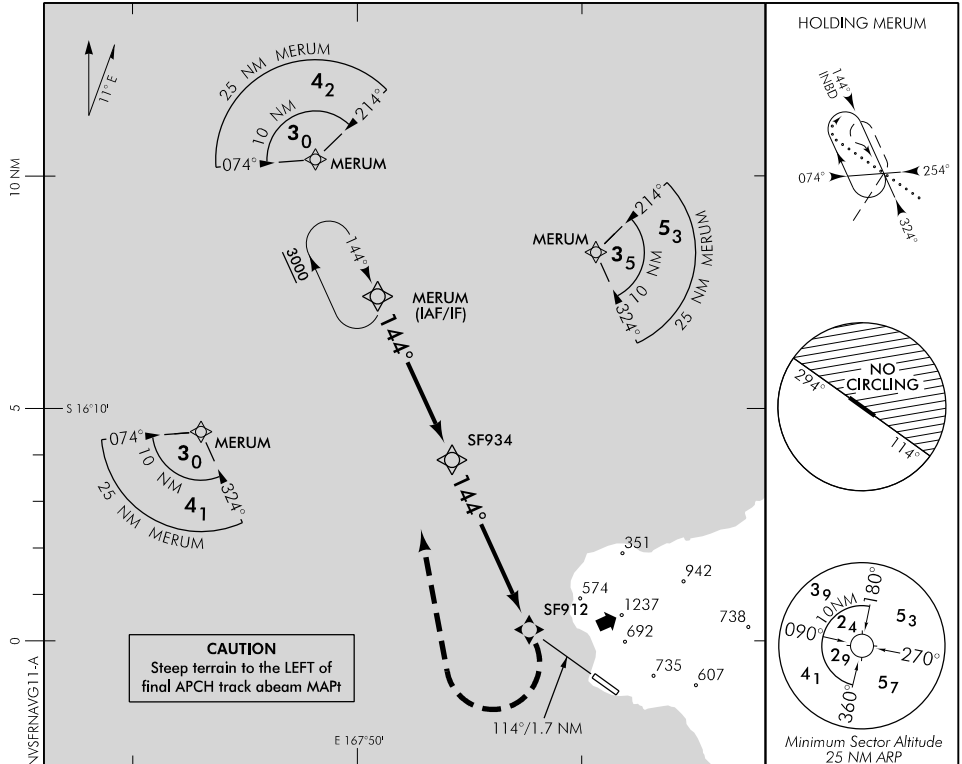 11°E
25 NM MERUM
4₂
10 NM
3₀
074°
214°
MERUM
10 NM
MERUM
214°
5₃
3₅
10 NM
25 NM MERUM
324°
3000
144°
MERUM
(IAF/IF)
144°
5
S 16°10'
SF934
144°
074°
MERUM
3₀
10 NM
4₁
324°
25 NM MERUM
351
942
574
1237
738
SF912
692
735
607
0
CAUTION
Steep terrain to the LEFT of
final APCH track abeam MAPt
114°/1.7 NM
E 167°50'
NVSFRNAVG11-A
HOLDING MERUM
144°
INBD
074°
254°
324°
NO
CIRCLING
294°
114°
3₉
10NM
180°
5₃
2₄
090°
270°
2₉
4₁
5₇
360°
Minimum Sector Altitude
25 NM ARP